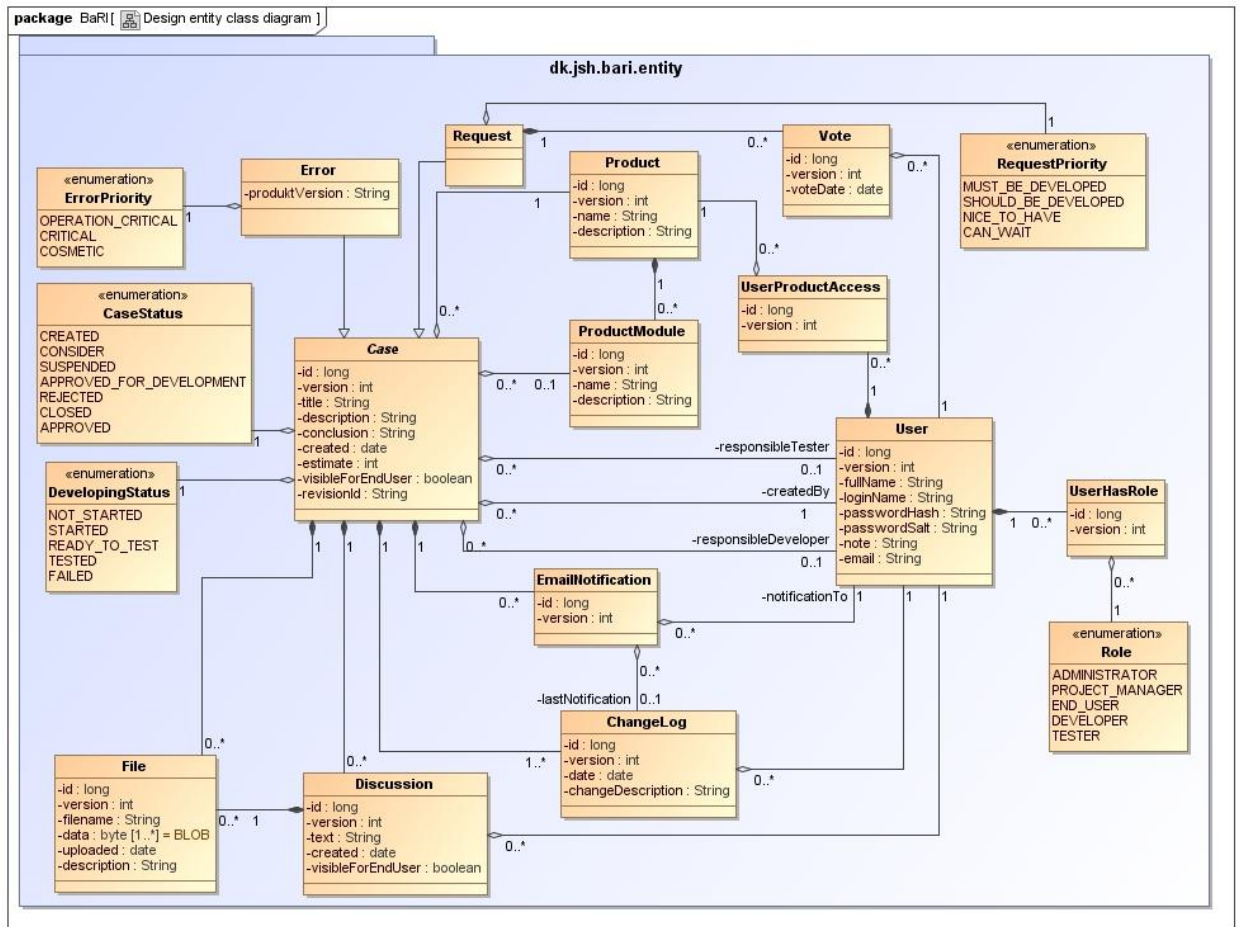 package BaRI [ Design entity class diagram ]
dk.jsh.bari.entity
Request
1
0..*
Vote
-id : long
-version : int
-voteDate : date
0..*
1
«enumeration»
RequestPriority
MUST_BE_DEVELOPED
SHOULD_BE_DEVELOPED
NICE_TO_HAVE
CAN_WAIT
Error
-produktVersion : String
«enumeration»
ErrorPriority
OPERATION_CRITICAL
CRITICAL
COSMETIC
1
Product
-id : long
-version : int
-name : String
-description : String
1
1
0..*
1
0..*
UserProductAccess
-id : long
-version : int
0..*
1
«enumeration»
CaseStatus
CREATED
CONSIDER
SUSPENDED
APPROVED_FOR_DEVELOPMENT
REJECTED
CLOSED
APPROVED
1
0..*
ProductModule
-id : long
-version : int
-name : String
-description : String
0..*
0..1
Case
-id : long
-version : int
-title : String
-description : String
-conclusion : String
-created : date
-estimate : int
-visibleForEndUser : boolean
-revisionId : String
1
«enumeration»
DevelopingStatus
NOT_STARTED
STARTED
READY_TO_TEST
TESTED
FAILED
1
-responsibleTester
0..*
0..1
-createdBy
0..*
1
-responsibleDeveloper
0..*
0..1
User
-id : long
-version : int
-fullName : String
-loginName : String
-passwordHash : String
-passwordSalt : String
-note : String
-email : String
1
0..*
UserHasRole
-id : long
-version : int
0..*
1
«enumeration»
Role
ADMINISTRATOR
PROJECT_MANAGER
END_USER
DEVELOPER
TESTER
1
1
1
1
EmailNotification
-id : long
-version : int
0..*
-notificationTo
1
1
1
0..*
0..*
-lastNotification
0..1
ChangeLog
-id : long
-version : int
-date : date
-changeDescription : String
1..*
0..*
0..*
File
-id : long
-version : int
-filename : String
-data : byte [1..*] = BLOB
-uploaded : date
-description : String
0..*
1
0..*
Discussion
-id : long
-version : int
-text : String
-created : date
-visibleForEndUser : boolean
0..*